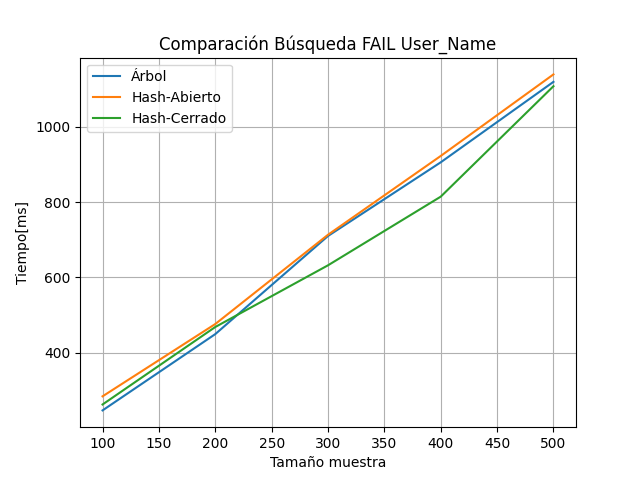 Comparación Búsqueda FAIL User_Name
Árbol
Hash-Abierto
Hash-Cerrado
Tiempo[ms]
1000
800
600
400
100 150 200 250 300 350 400 450 500
Tamaño muestra